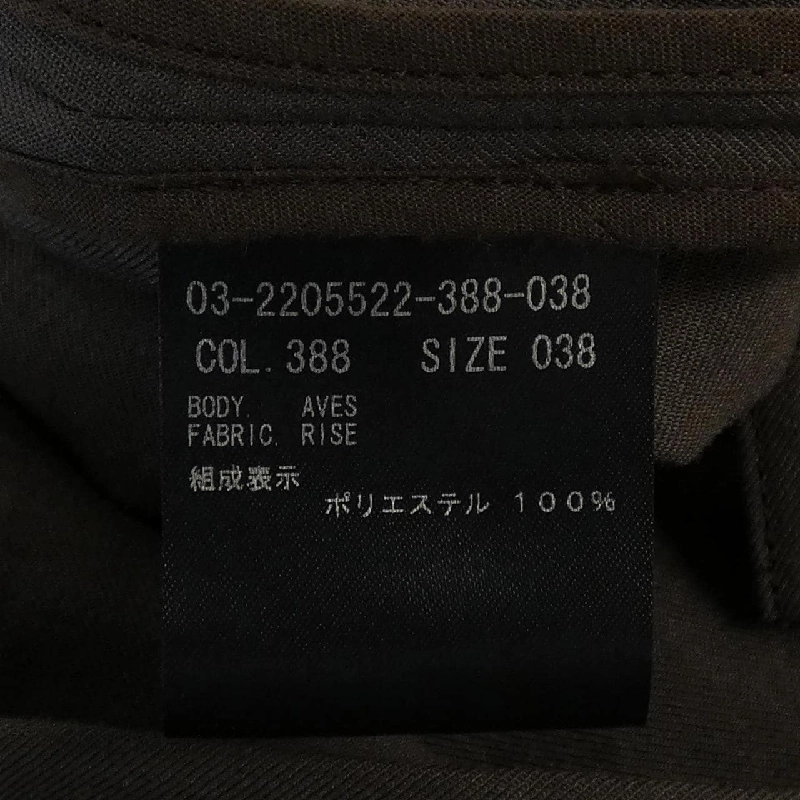 03-2205522-388-038
COL. 388 SIZE 038
BODY. AVES
FABRIC. RISE
組成表示
ポリエステル １００％